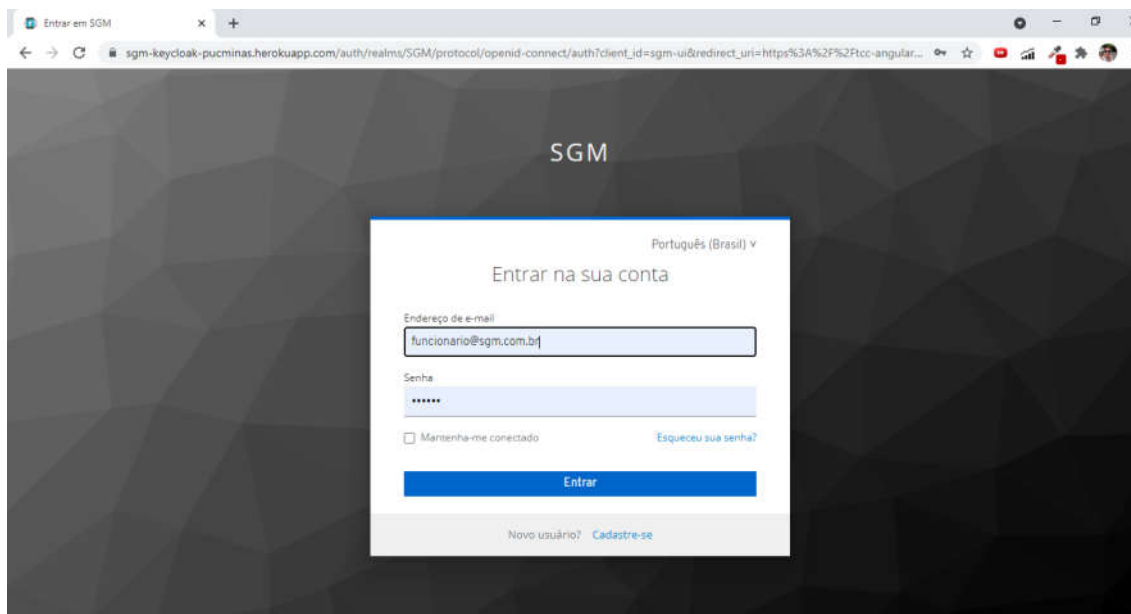 Entrar em SGM
sgm-keycloak-pucminas.herokuapp.com/auth/realms/SGM/protocol/openid-connect/auth?client_id=sgm-ui&redirect_uri=https%3A%2F%2Ftcc-angular...
SGM
Português (Brasil)
Entrar na sua conta
Endereço de e-mail
funcionario@sgm.com.br
Senha
••••••
Mantenha-me conectado Esqueceu sua senha?
Entrar
Novo usuário? Cadastre-se